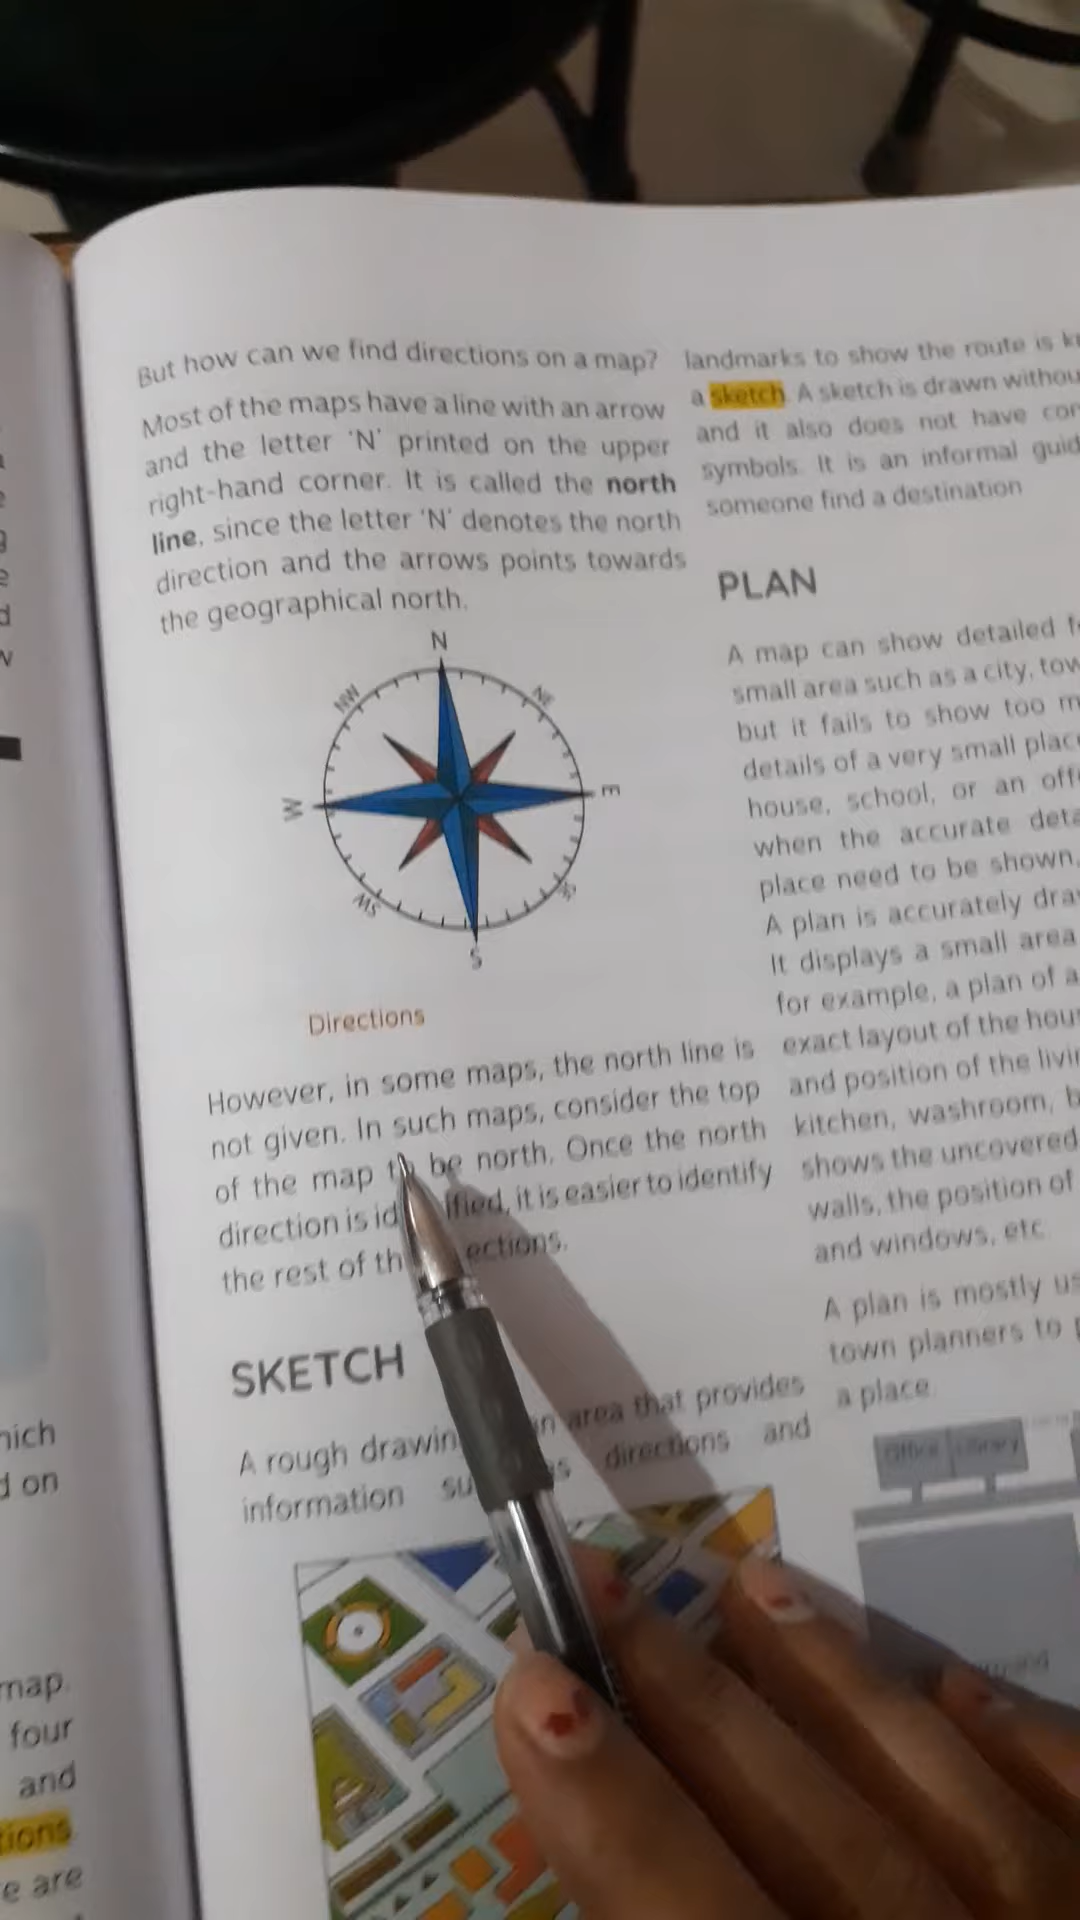 But how can we find directions on a map?
Most of the maps have a line with an arrow
and the letter 'N' printed on the upper
right-hand corner. It is called the north
line, since the letter 'N' denotes the north
direction and the arrows points towards
the geographical north.
N
NW
NE
W
E
SW
SE
S
Directions
However, in some maps, the north line is
not given. In such maps, consider the top
of the map be north. Once the north
direction is it is easier to identify
the rest of
SKETCH
A rough area that provides
information directions and
landmarks to show the route is
a sketch. A sketch is drawn
and it also does not have
symbols. It is an informal
someone find a destination
PLAN
A map can show detailed
small area such as a city,
but it fails to show too
details of a very small
house, school, or an
when the accurate
place need to be shown,
A plan is accurately
It displays a small area
for example, a plan of a
exact layout of the
and position of the
kitchen, washroom,
shows the uncovered
walls, the position of
and windows, etc.
A plan is mostly
town planners to
a place.
Office Library
on
map.
four
and
are